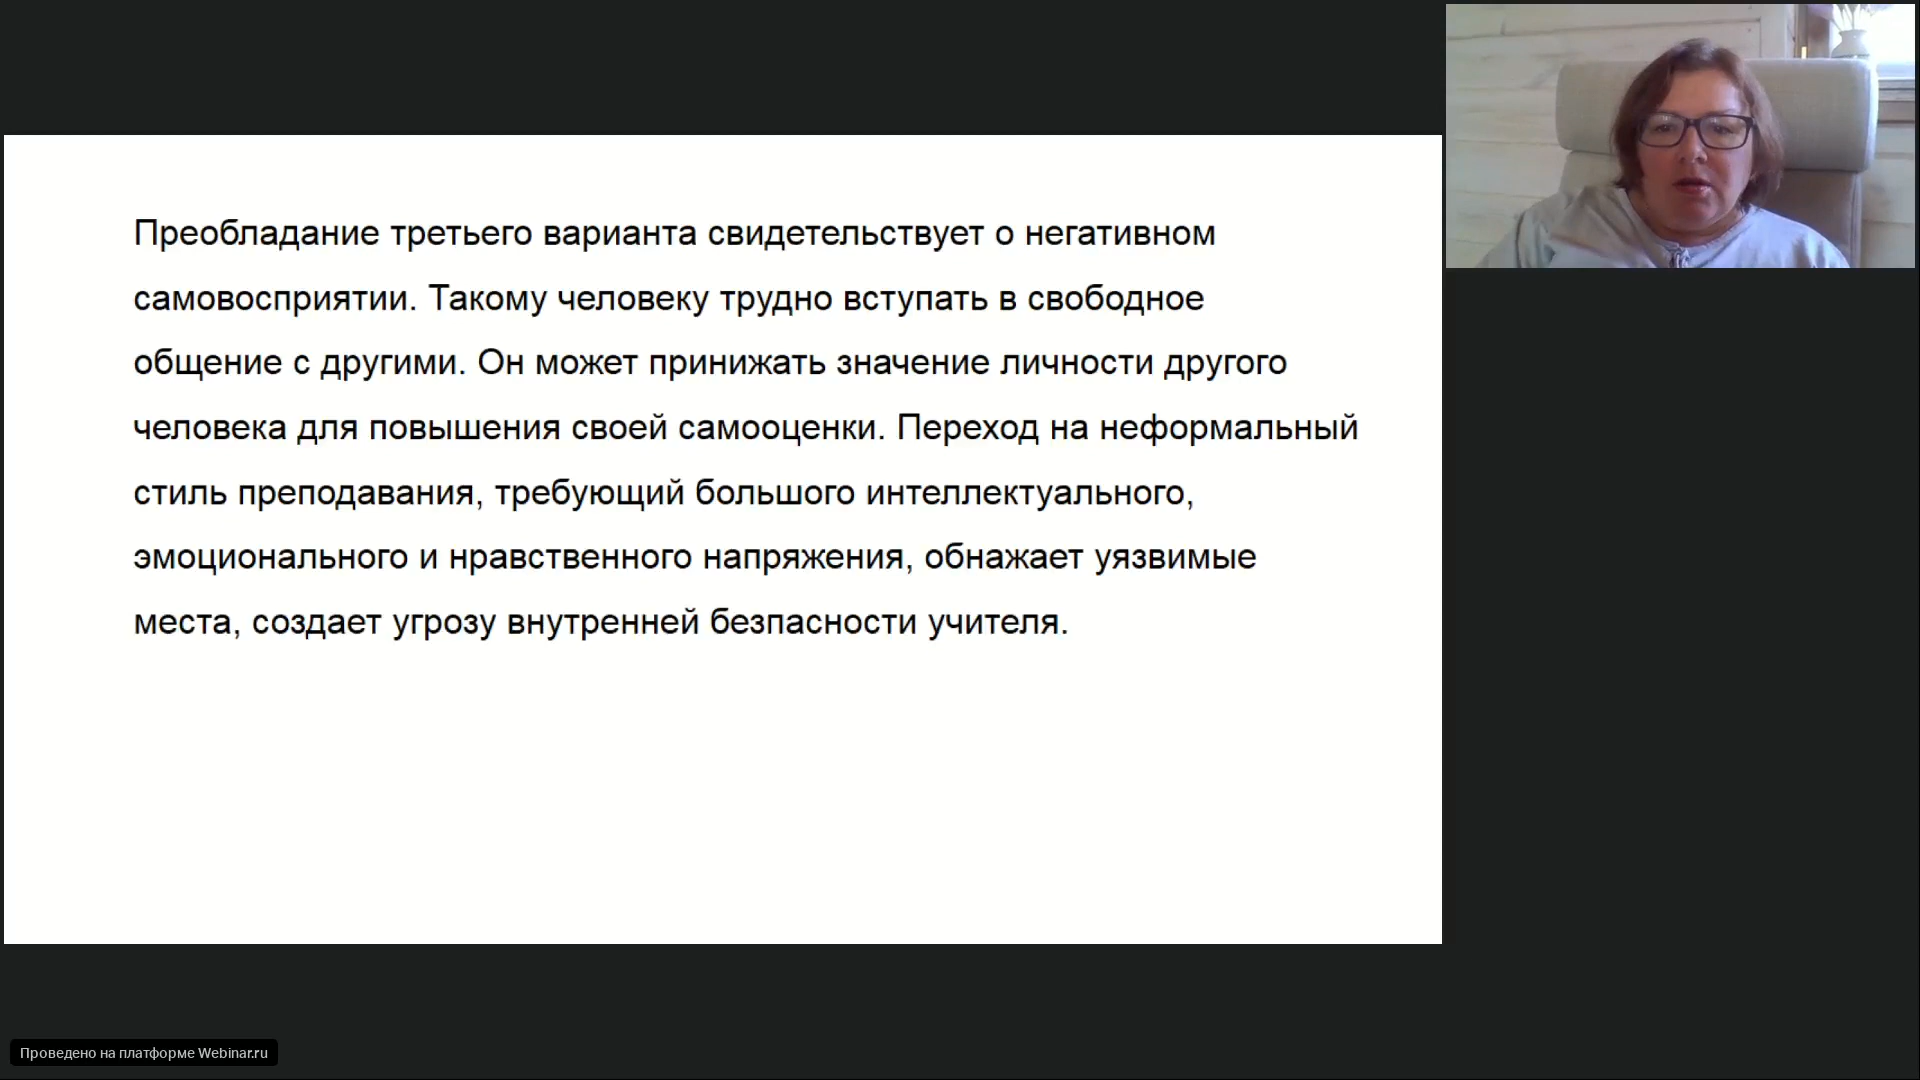 Преобладание третьего варианта свидетельствует о негативном
самовосприятии. Такому человеку трудно вступать в свободное
общение с другими. Он может принижать значение личности другого
человека для повышения своей самооценки. Переход на неформальный
стиль преподавания, требующий большого интеллектуального,
эмоционального и нравственного напряжения, обнажает уязвимые
места, создает угрозу внутренней безопасности учителя.
Проведено на платформе Webinar.ru